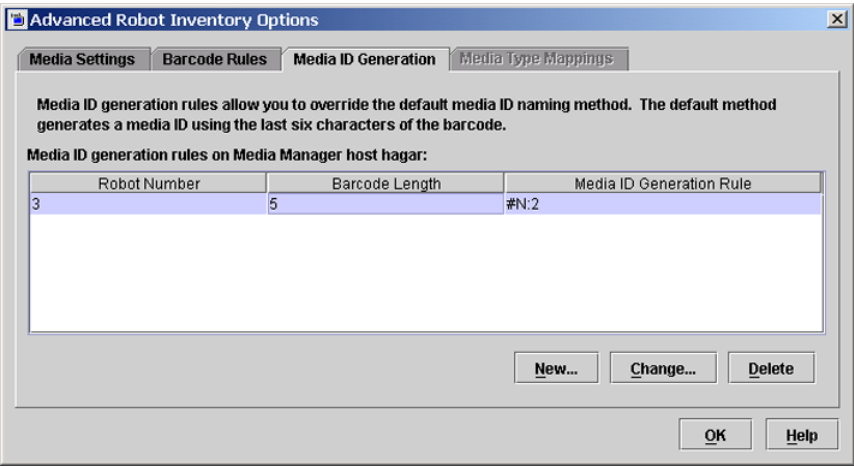 Advanced Robot Inventory Options
Media Settings Barcode Rules Media ID Generation Media Type Mappings
Media ID generation rules allow you to override the default media ID naming method. The default method
generates a media ID using the last six characters of the barcode.
Media ID generation rules on Media Manager host hagar:
Robot Number Barcode Length Media ID Generation Rule
3 5 #N:2
New... Change... Delete
OK Help